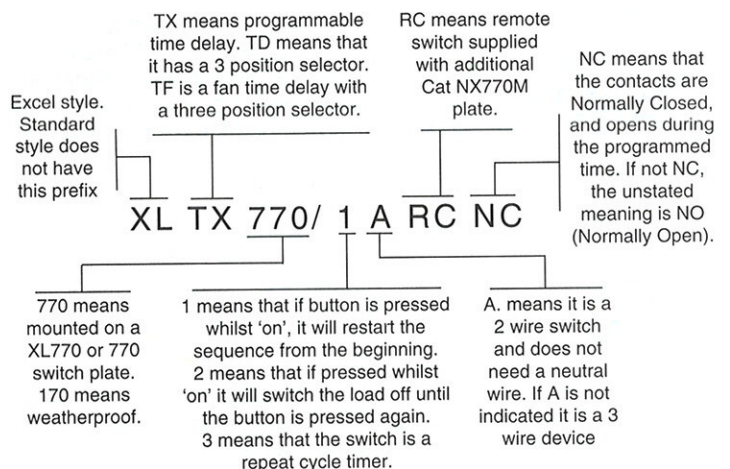 TX means programmable
time delay. TD means that
it has a 3 position selector.
TF is a fan time delay with
a three position selector.
RC means remote
switch supplied
with additional
Cat NX770M
plate.
NC means that
the contacts are
Normally Closed,
and opens during
the programmed
time. If not NC,
the unstated
meaning is NO
(Normally Open).
Excel style.
Standard
style does
not have
this prefix
XL TX 770/ 1 A RC NC
770 means
mounted on a
XL770 or 770
switch plate.
170 means
weatherproof.
1 means that if button is pressed
whilst 'on', it will restart the
sequence from the beginning.
2 means that if pressed whilst
'on' it will switch the load off until
the button is pressed again.
3 means that the switch is a
repeat cycle timer.
A. means it is a
2 wire switch
and does not
need a neutral
wire. If A is not
indicated it is a 3
wire device